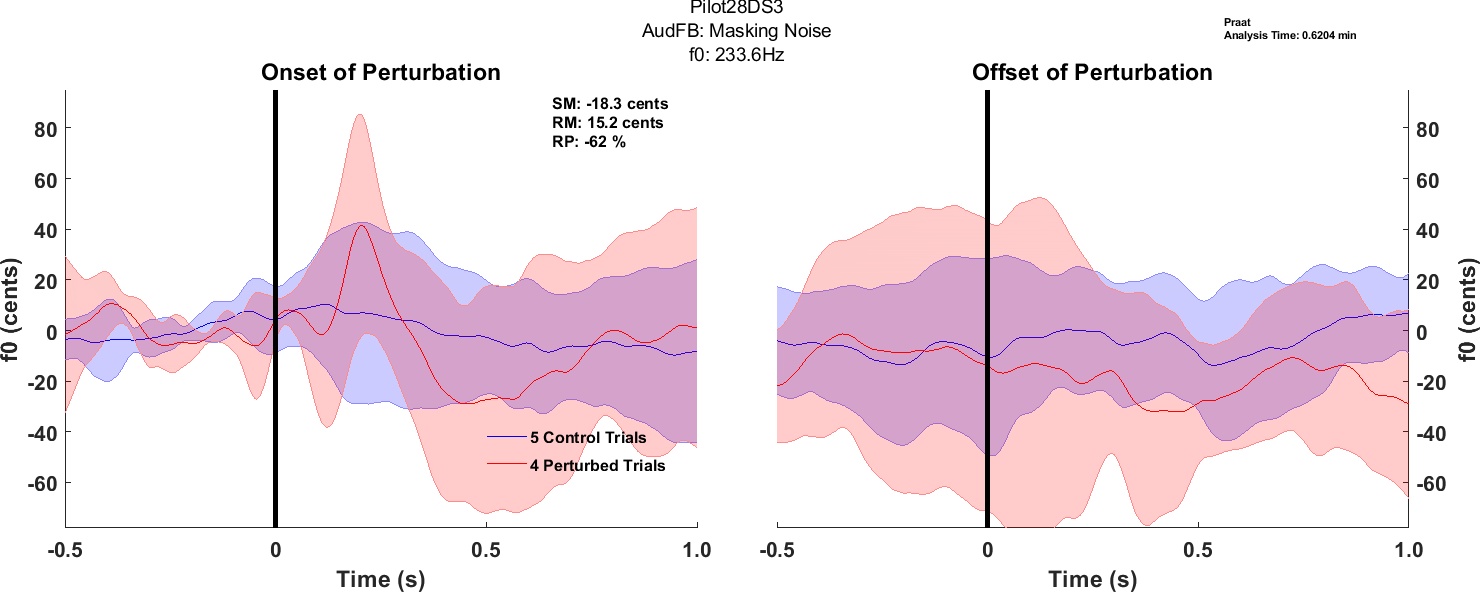 Pilot28DS3
AudFB: Masking Noise
f0: 233.6Hz
Praat
Analysis Time: 0.6204 min
Onset of Perturbation
SM: -18.3 cents
RM: 15.2 cents
RP: -62 %
f0 (cents)
80
60
40
20
0
-20
-40
-60
5 Control Trials
4 Perturbed Trials
-0.5 0 0.5 1.0
Time (s)
Offset of Perturbation
80
60
40
20
0
-20
-40
-60
f0 (cents)
-0.5 0 0.5 1.0
Time (s)